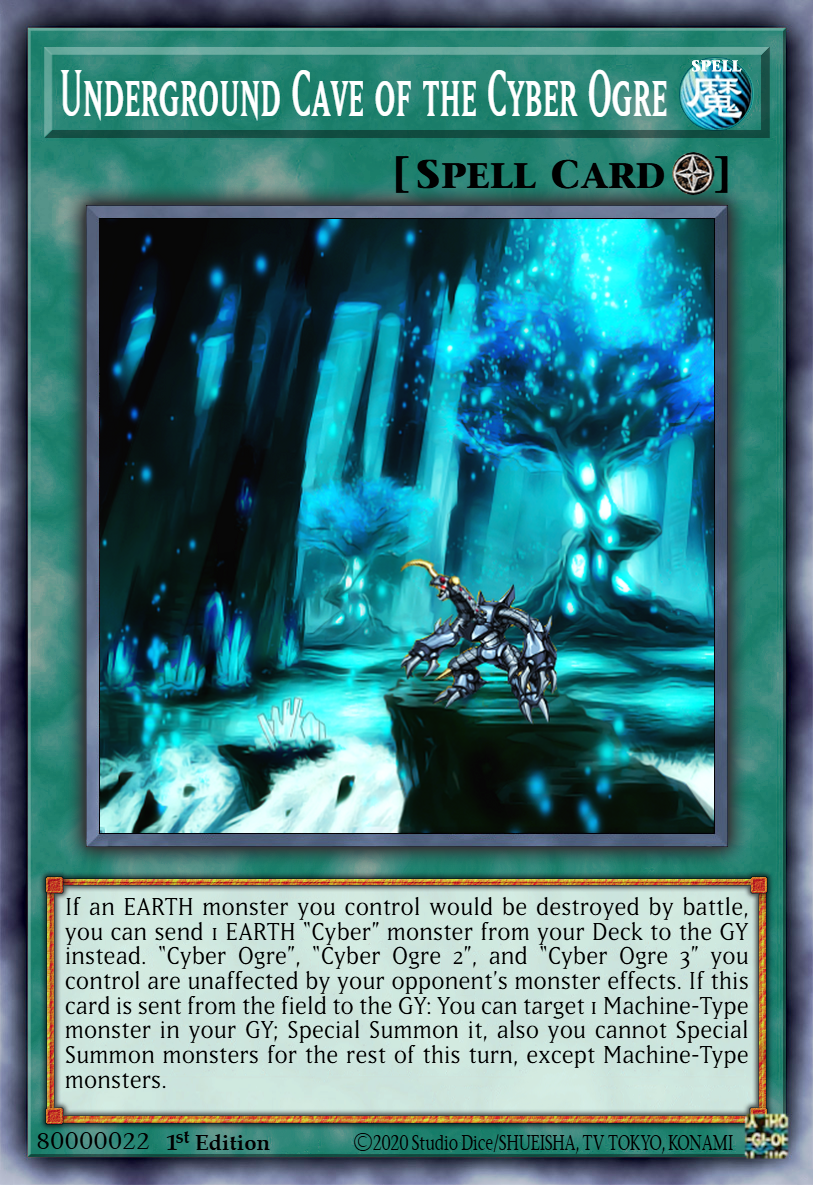 UNDERGROUND CAVE OF THE CYBER OGRE
SPELL
魔
[SPELL CARD]
If an EARTH monster you control would be destroyed by battle,
you can send 1 EARTH "Cyber" monster from your Deck to the GY
instead. "Cyber Ogre", "Cyber Ogre 2", and "Cyber Ogre 3" you
control are unaffected by your opponent's monster effects. If this
card is sent from the field to the GY: You can target 1 Machine-Type
monster in your GY; Special Summon it, also you cannot Special
Summon monsters for the rest of this turn, except Machine-Type
monsters.
80000022 1st Edition ©2020 Studio Dice/SHUEISHA, TV TOKYO, KONAMI